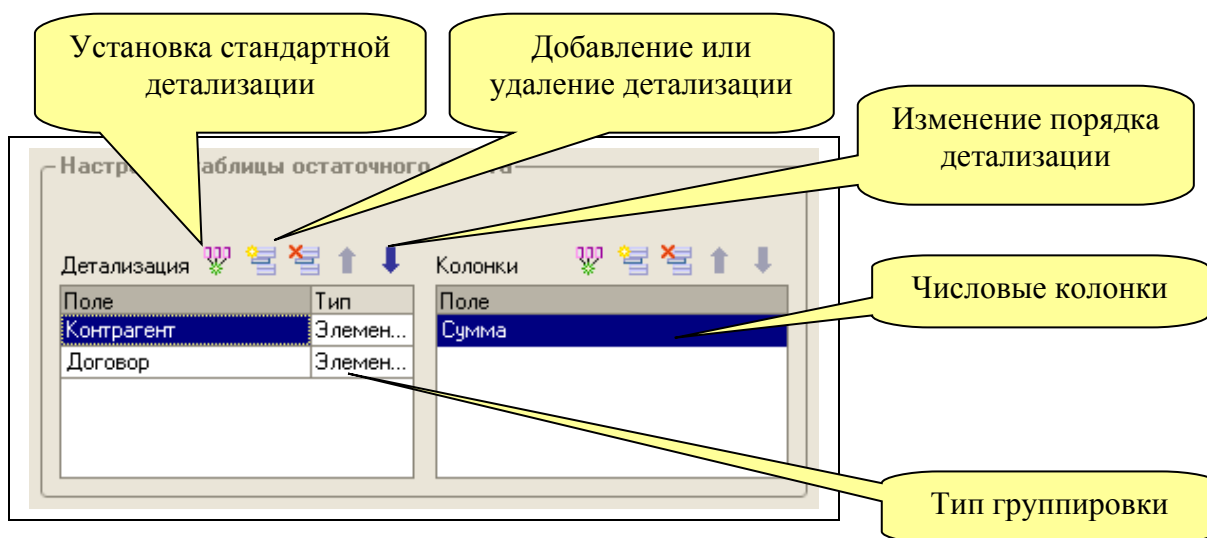 Установка стандартной
детализации
Добавление или
удаление детализации
Изменение порядка
детализации
Детализация
Колонки
Поле Тип
Контрагент Элемен...
Договор Элемен...
Поле
Сумма
Числовые колонки
Тип группировки
остаточного